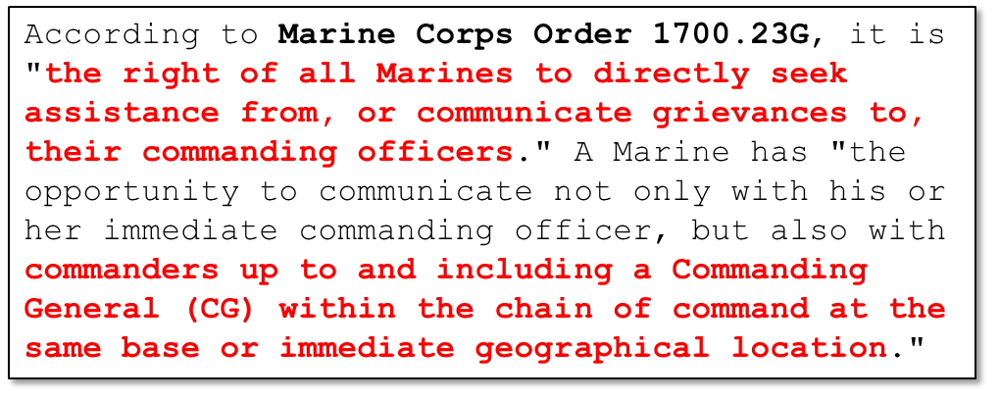 According to Marine Corps Order 1700.23G, it is
"the right of all Marines to directly seek
assistance from, or communicate grievances to,
their commanding officers." A Marine has "the
opportunity to communicate not only with his or
her immediate commanding officer, but also with
commanders up to and including a Commanding
General (CG) within the chain of command at the
same base or immediate geographical location."